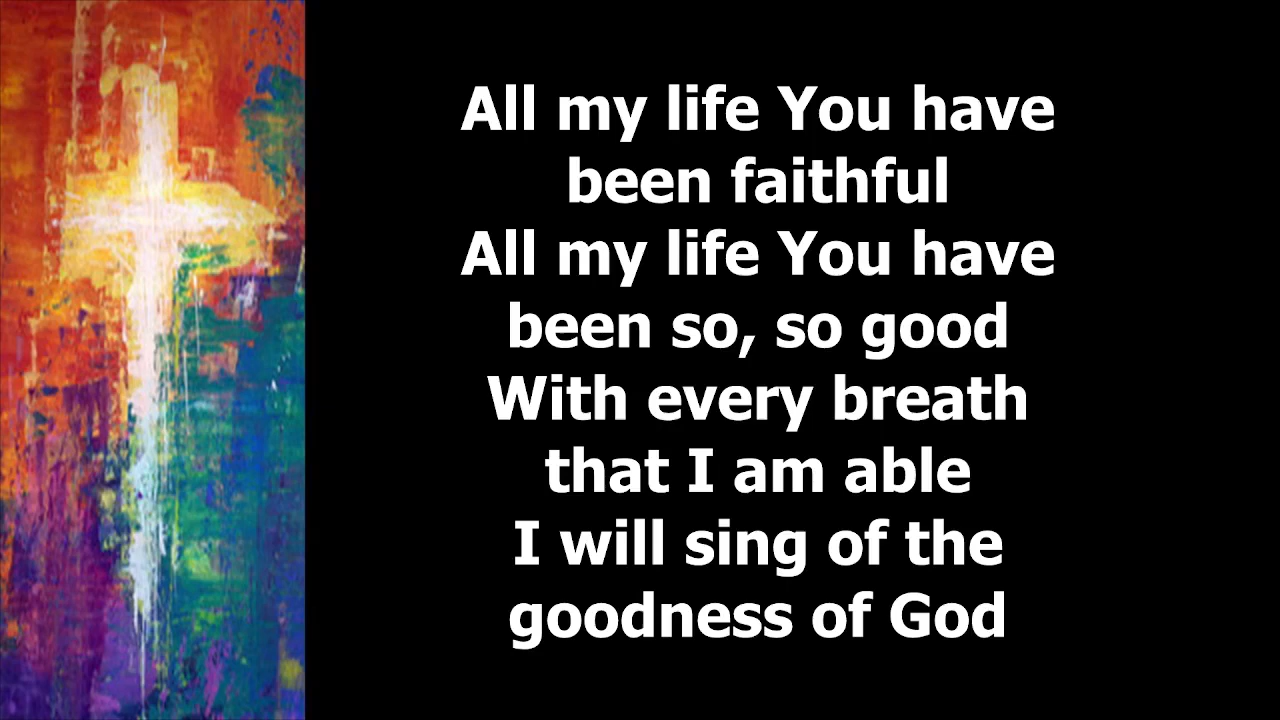 All my life You have
been faithful
All my life You have
been so, so good
With every breath
that I am able
I will sing of the
goodness of God